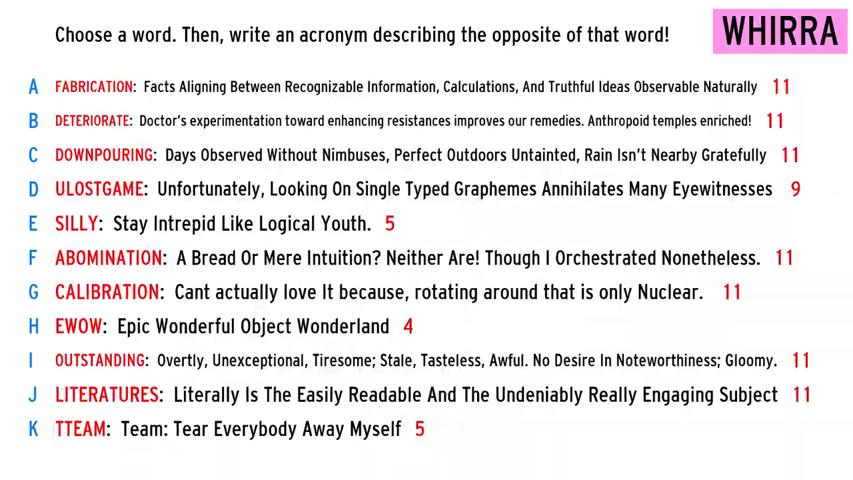 Choose a word. Then, write an acronym describing the opposite of that word!
WHIRRA
A FABRICATION: Facts Aligning Between Recognizable Information, Calculations, And Truthful Ideas Observable Naturally 11
B DETERIORATE: Doctor's experimentation toward enhancing resistances improves our remedies. Anthropoid temples enriched! 11
C DOWNPOURING: Days Observed Without Nimbuses, Perfect Outdoors Untainted, Rain Isn't Nearby Gratefully 11
D ULOSTGAME: Unfortunately, Looking On Single Typed Graphemes Annihilates Many Eyewitnesses 9
E SILLY: Stay Intrepid Like Logical Youth. 5
F ABOMINATION: A Bread Or Mere Intuition? Neither Are! Though I Orchestrated Nonetheless. 11
G CALIBRATION: Cant actually love It because, rotating around that is only Nuclear. 11
H EWOW: Epic Wonderful Object Wonderland 4
I OUTSTANDING: Overtly, Unexceptional, Tiresome; Stale, Tasteless, Awful. No Desire In Noteworthiness; Gloomy. 11
J LITERATURES: Literally Is The Easily Readable And The Undeniably Really Engaging Subject 11
K TTEAM: Team: Tear Everybody Away Myself 5